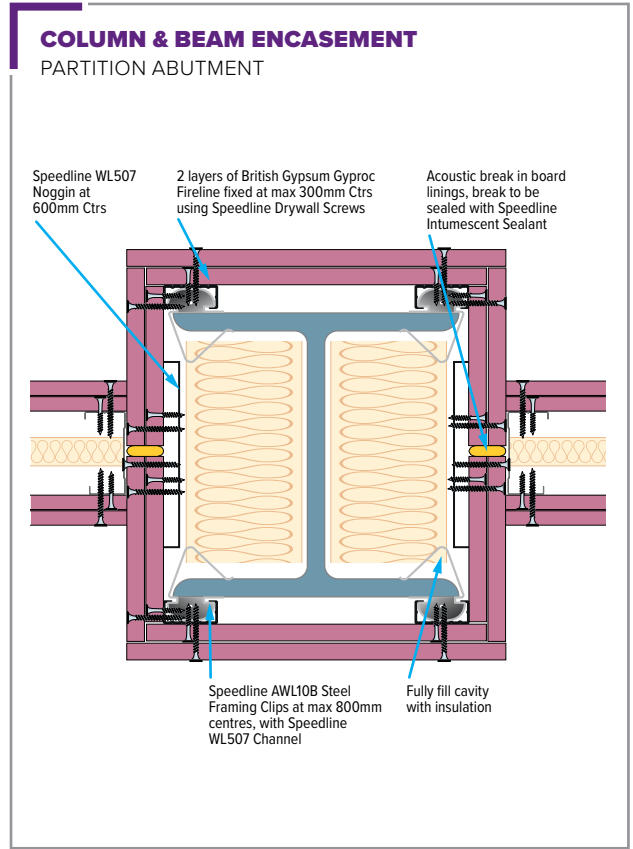 COLUMN & BEAM ENCASEMENT
PARTITION ABUTMENT
Speedline WL507
Noggin at
600mm Ctrs
2 layers of British Gypsum Gyproc
Fireline fixed at max 300mm Ctrs
using Speedline Drywall Screws
Acoustic break in board
linings, break to be
sealed with Speedline
Intumescent Sealant
Speedline AWL10B Steel
Framing Clips at max 800mm
centres, with Speedline
WL507 Channel
Fully fill cavity
with insulation